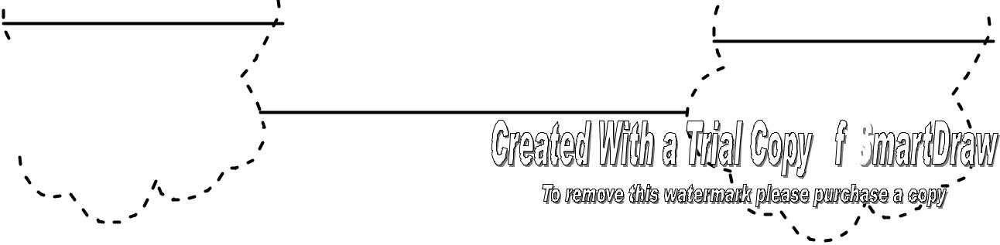 Created With a Trial Copy f SmartDraw
To remove this watermark please purchase a copy